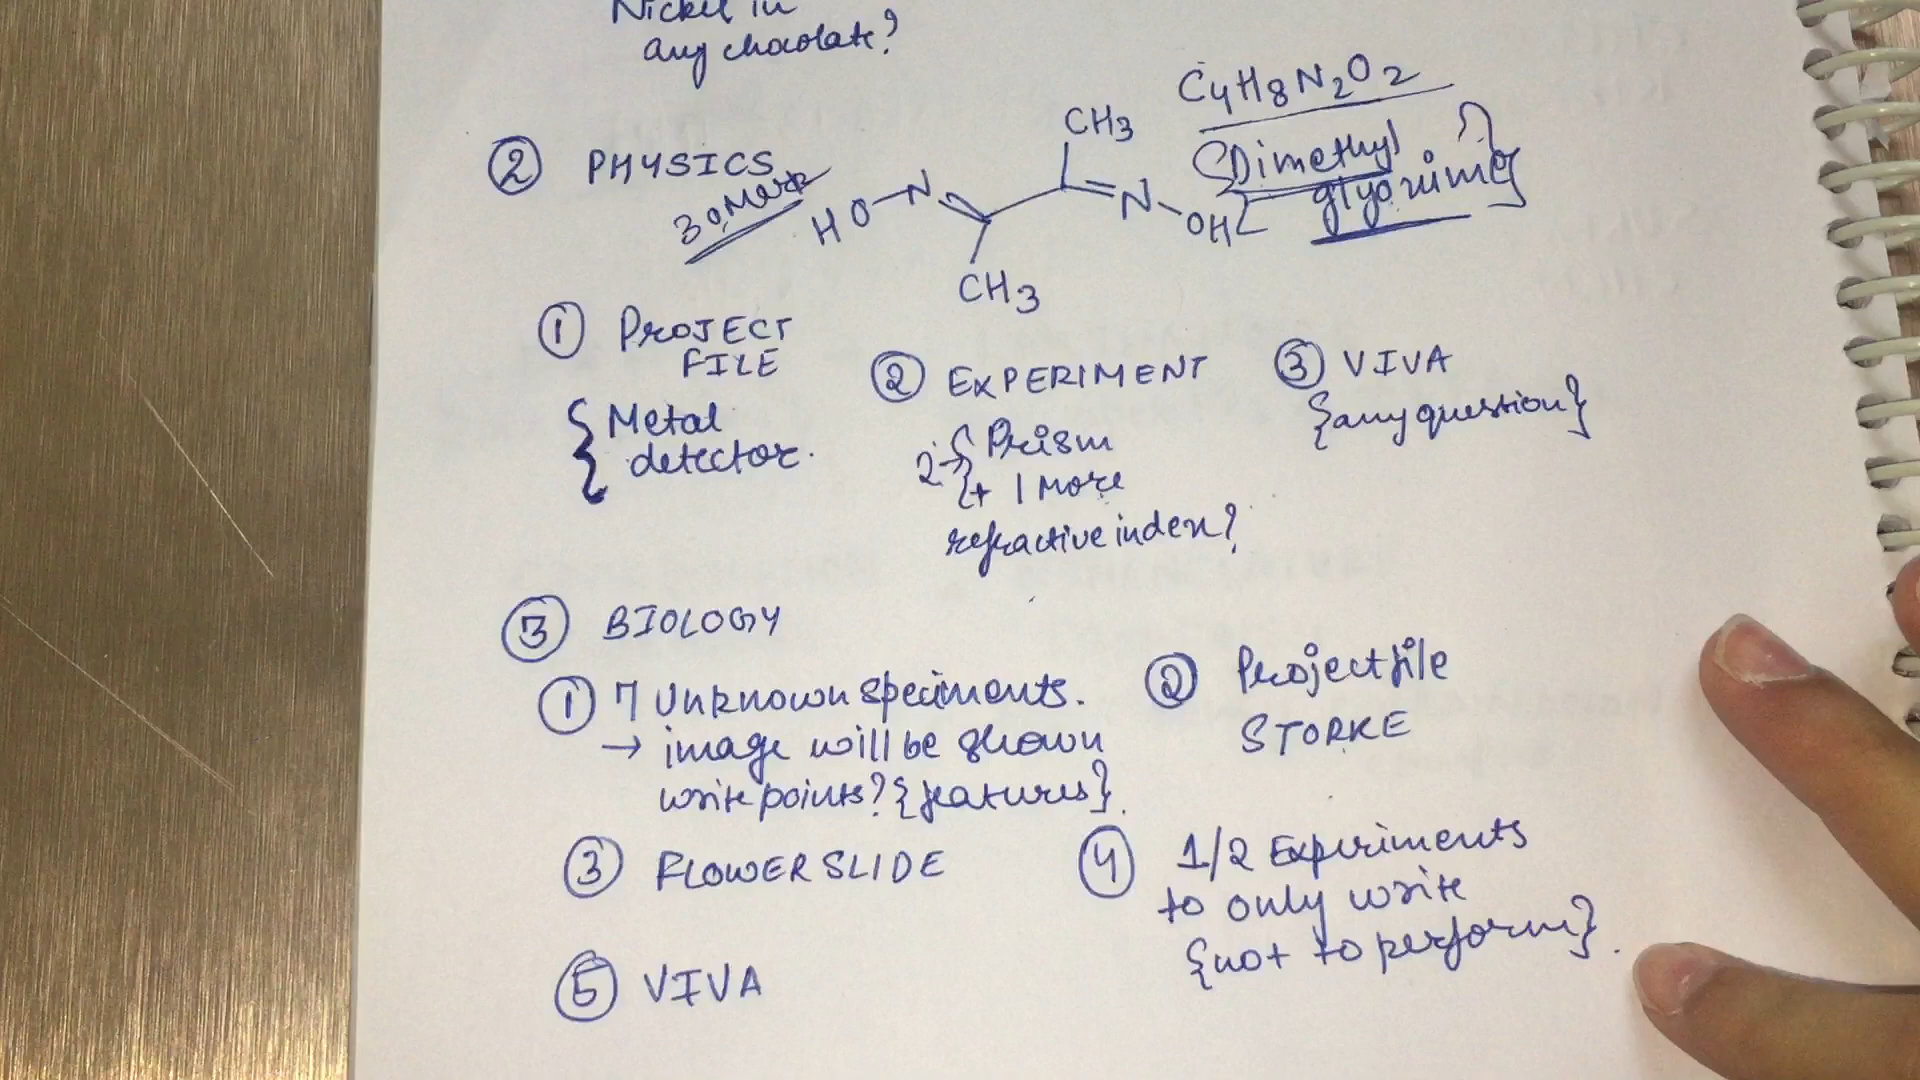 Nickel in
any chocolate?
② PHYSICS
30 Marks
C4H8N2O2
{Dimethyl
glyoxime}
CH3
HO-N
N-OH
CH3
① PROJECT
FILE
{Metal
detector.
② EXPERIMENT
2→{Prism
+ 1 More
refractive index?
③ VIVA
{any question}
③ BIOLOGY
① 7 Unknown speciments.
→ image will be shown
write points? {features}.
② Project file
STORKE
③ FLOWER SLIDE
④ 1/2 Experiments
to only write
{not to perform}.
⑤ VIVA